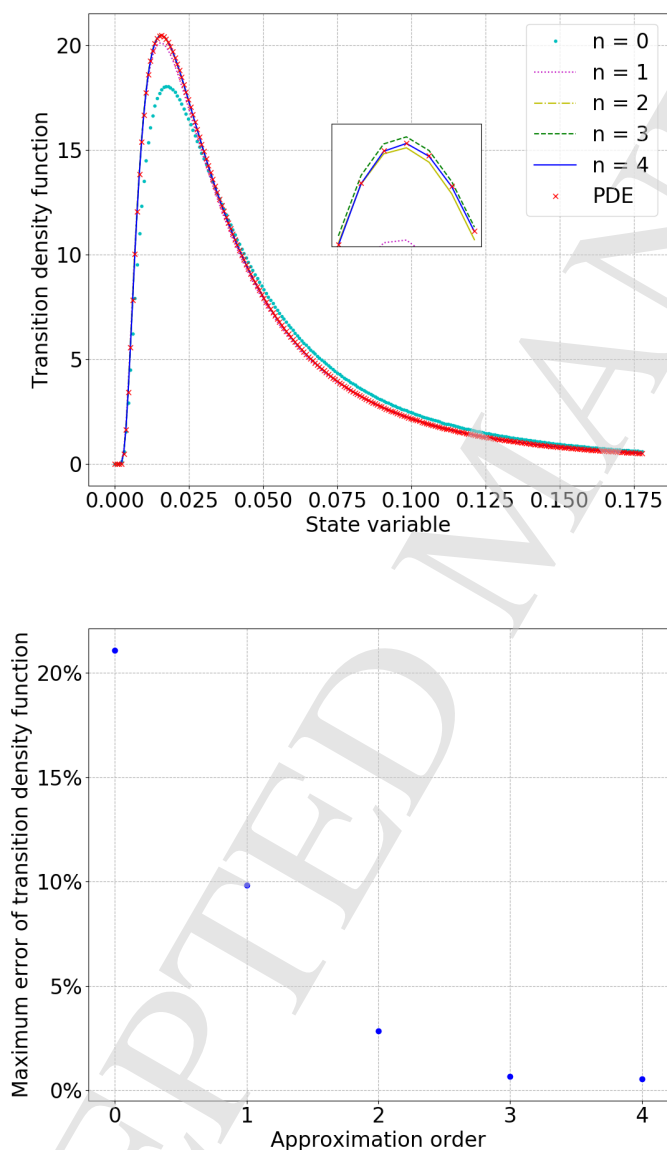 Transition density function
20
15
10
5
0
n = 0
n = 1
n = 2
n = 3
n = 4
PDE
0.000 0.025 0.050 0.075 0.100 0.125 0.150 0.175
State variable
Maximum error of transition density function
20%
15%
10%
5%
0%
0 1 2 3 4
Approximation order
EPTED MAN